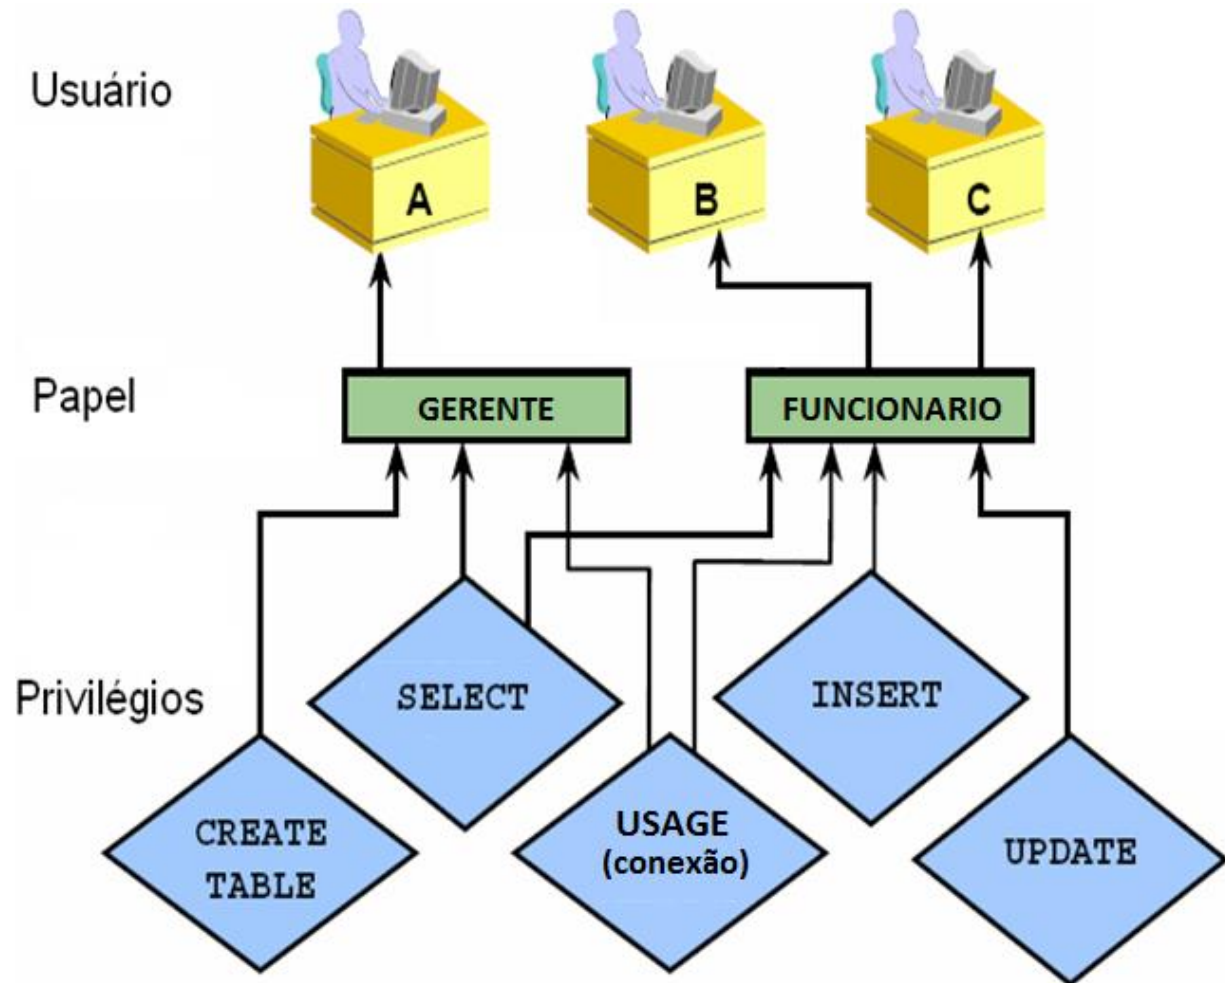 Usuário
A
B
C
Papel
GERENTE
FUNCIONARIO
Privilégios
SELECT
INSERT
CREATE
TABLE
USAGE
(conexão)
UPDATE